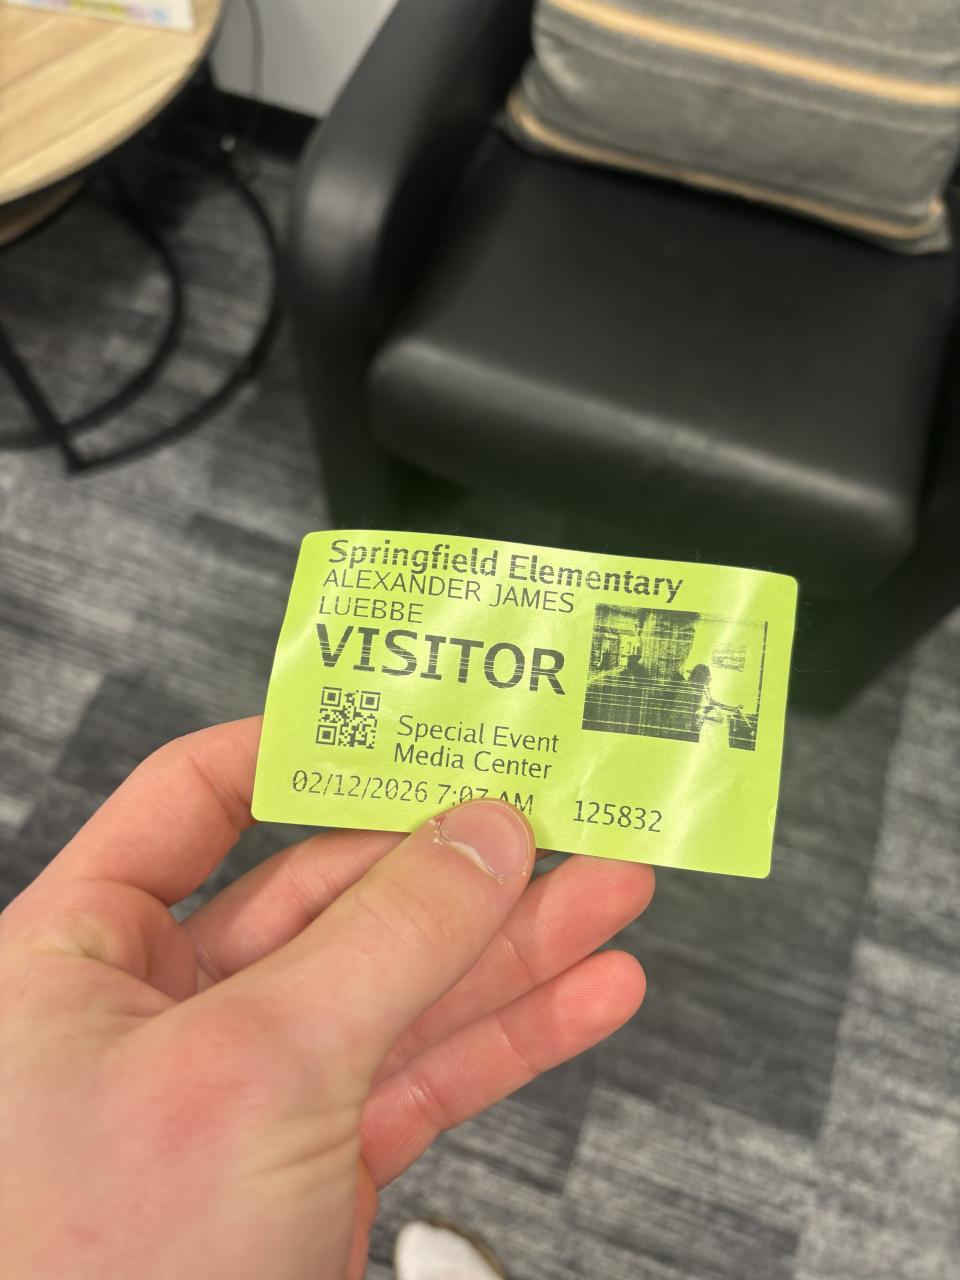 Springfield Elementary
ALEXANDER JAMES
LUEBBE
VISITOR
Special Event
Media Center
02/12/2026 7:07 AM 125832